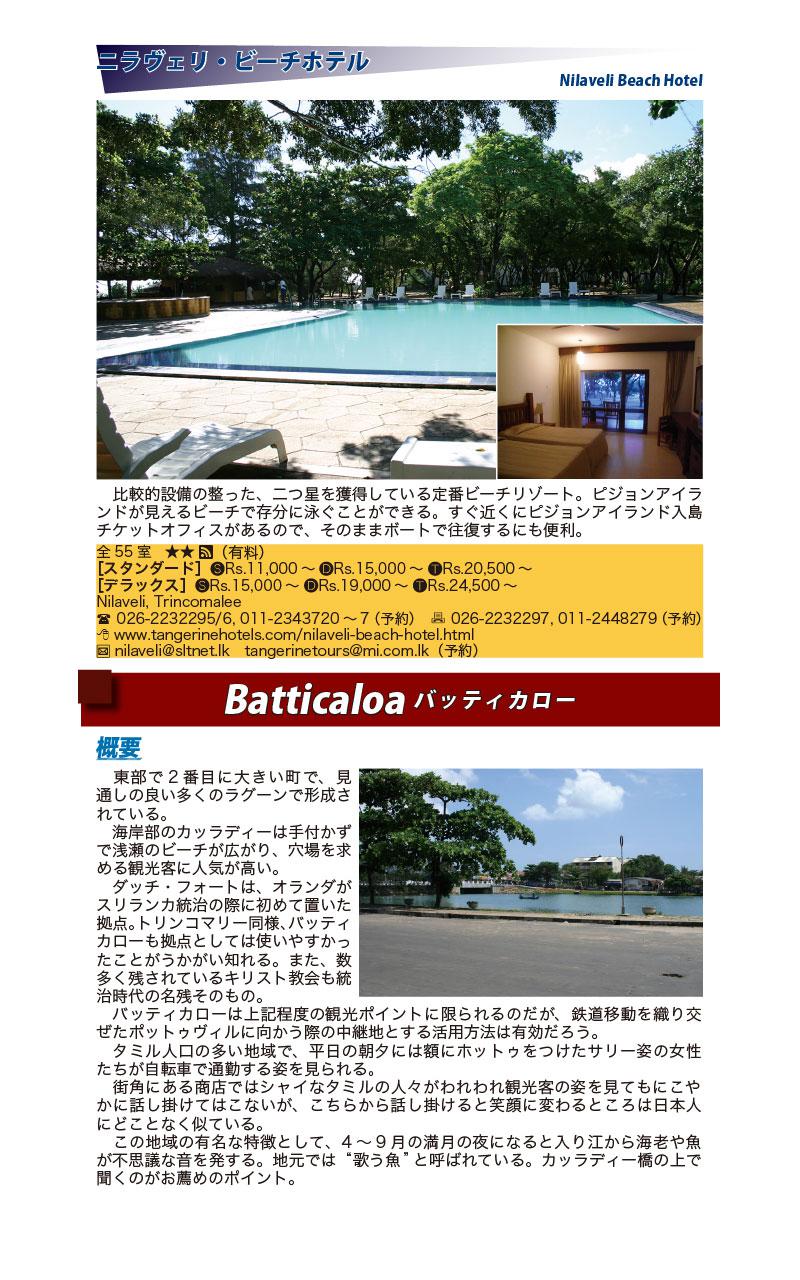 ニラヴェリ・ビーチホテル
Nilaveli Beach Hotel
　比較的設備の整った、二つ星を獲得している定番ビーチリゾート。ピジョンアイラ
ンドが見えるビーチで存分に泳ぐことができる。すぐ近くにピジョンアイランド入島
チケットオフィスがあるので、そのままボートで往復するにも便利。
全 55 室　★★（有料）
[スタンダード] ⓈRs.11,000 〜 ⒹRs.15,000 〜 ⓉRs.20,500 〜
[デラックス] ⓈRs.15,000 〜 ⒹRs.19,000 〜 ⓉRs.24,500 〜
Nilaveli, Trincomalee
☎ 026-2232295/6, 011-2343720 〜 7（予約）　026-2232297, 011-2448279（予約）
www.tangerinehotels.com/nilaveli-beach-hotel.html
✉ nilaveli@sltnet.lk　tangerinetours@mi.com.lk（予約）
Batticaloa バッティカロー
概要
　東部で２番目に大きい町で、見
通しの良い多くのラグーンで形成さ
れている。
　海岸部のカッラディーは手付かず
で浅瀬のビーチが広がり、穴場を求
める観光客に人気が高い。
　ダッチ・フォートは、オランダが
スリランカ統治の際に初めて置いた
拠点。トリンコマリー同様、バッティ
カローも拠点としては使いやすかっ
たことがうかがい知れる。また、数
多く残されているキリスト教会も統
治時代の名残そのもの。
　バッティカローは上記程度の観光ポイントに限られるのだが、鉄道移動を織り交
ぜたポットゥヴィルに向かう際の中継地とする活用方法は有効だろう。
　タミル人口の多い地域で、平日の朝夕には額にホットゥをつけたサリー姿の女性
たちが自転車で通勤する姿を見られる。
　街角にある商店ではシャイなタミルの人々がわれわれ観光客の姿を見てもにこや
かに話し掛けてはこないが、こちらから話し掛けると笑顔に変わるところは日本人
にどことなく似ている。
　この地域の有名な特徴として、４〜９月の満月の夜になると入り江から海老や魚
が不思議な音を発する。地元では “歌う魚” と呼ばれている。カッラディー橋の上で
聞くのがお薦めのポイント。